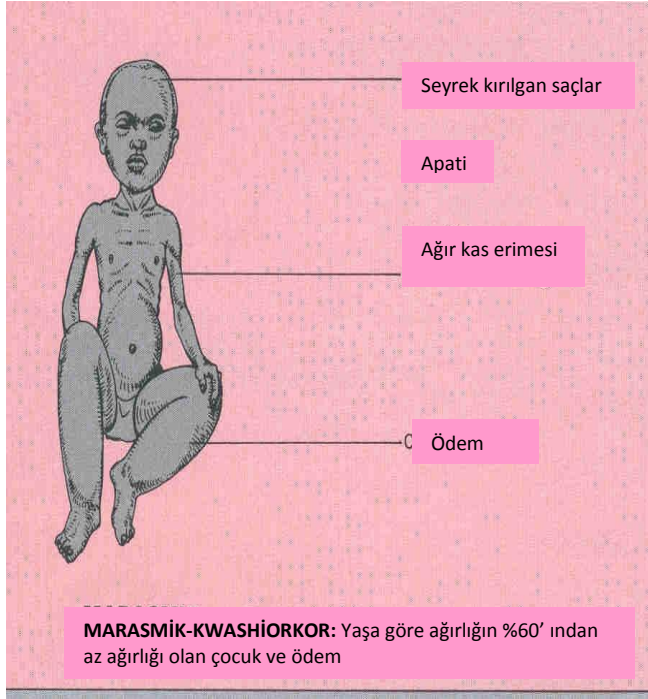 Seyrek kırılgan saçlar
Apati
Ağır kas erimesi
Ödem
MARASMİK-KWASHİORKOR: Yaşa göre ağırlığın %60’ ından
az ağırlığı olan çocuk ve ödem